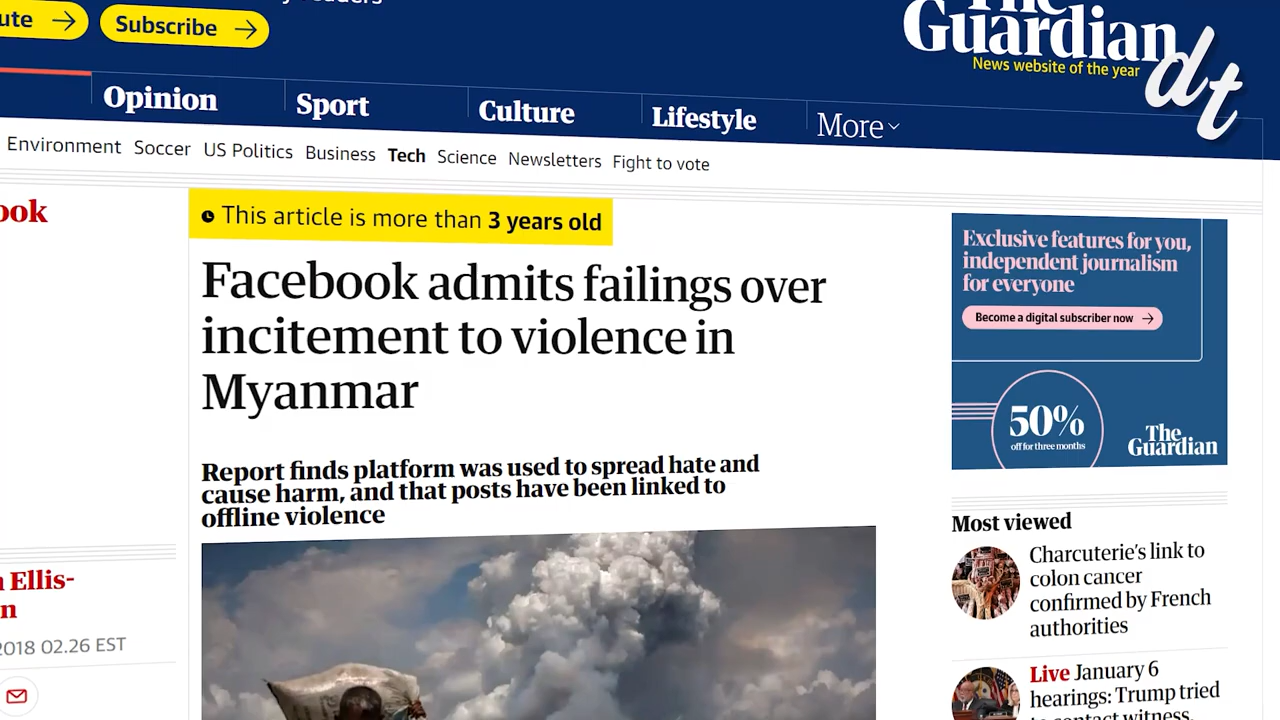 Subscribe →
The
Guardian
News website of the year
dt
Opinion
Sport
Culture
Lifestyle
More
Environment Soccer US Politics Business Tech Science Newsletters Fight to vote
This article is more than 3 years old
Facebook admits failings over
incitement to violence in
Myanmar
Report finds platform was used to spread hate and
cause harm, and that posts have been linked to
offline violence
2018 02.26 EST
Exclusive features for you,
independent journalism
for everyone
Become a digital subscriber now →
50%
off for three months
The
Guardian
Most viewed
Charcuterie's link to
colon cancer
confirmed by French
authorities
Live January 6
hearings: Trump tried
to contact witness,